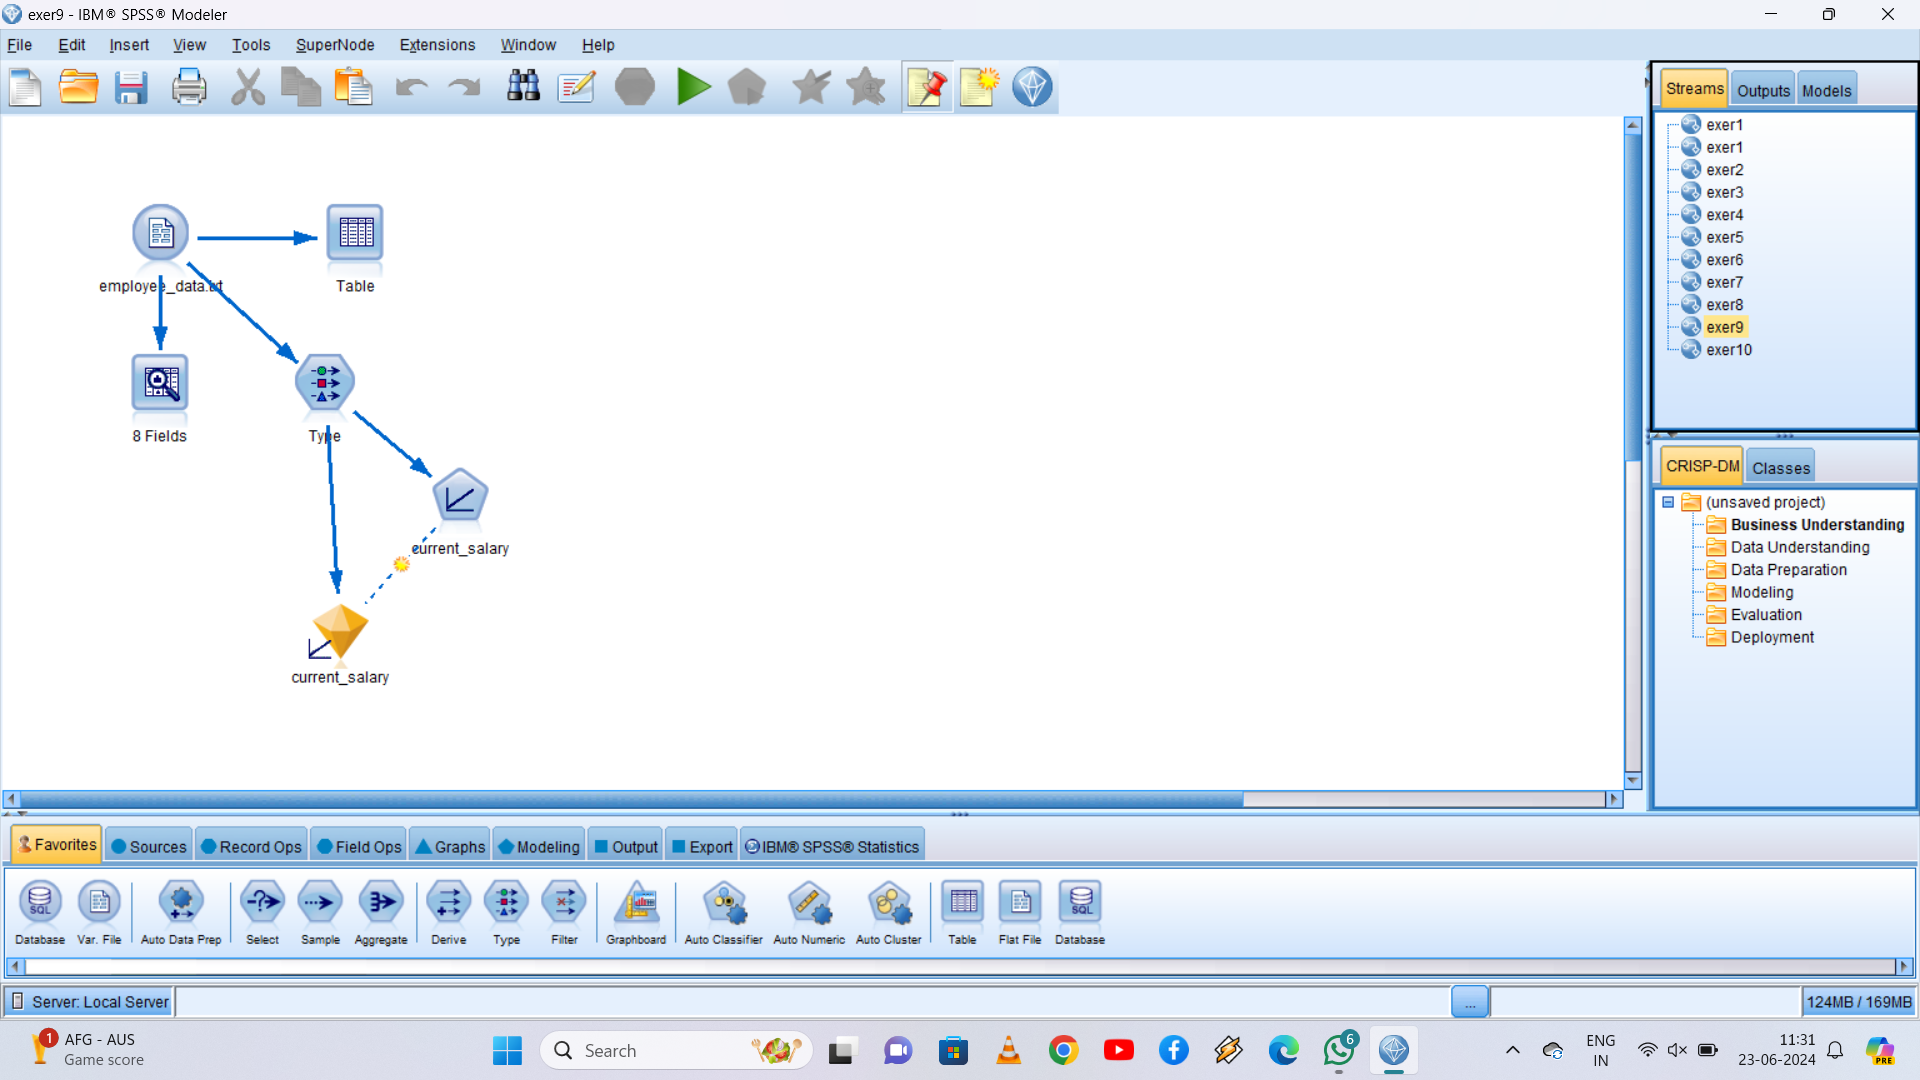 exer9 - IBM® SPSS® Modeler
File Edit Insert View Tools SuperNode Extensions Window Help
Streams Outputs Models
exer1
exer1
exer2
exer3
exer4
exer5
exer6
exer7
exer8
exer9
exer10
employee_data.txt
Table
8 Fields
Type
current_salary
current_salary
CRISP-DM Classes
(unsaved project)
Business Understanding
Data Understanding
Data Preparation
Modeling
Evaluation
Deployment
Favorites Sources Record Ops Field Ops Graphs Modeling Output Export IBM® SPSS® Statistics
SQL SQL
Database Var. File Auto Data Prep Select Sample Aggregate Derive Type Filter Graphboard Auto Classifier Auto Numeric Auto Cluster Table Flat File Database
Server: Local Server ... 124MB / 169MB
1 AFG - AUS
Game score
Search
6
ENG
IN
11:31
23-06-2024
PRE